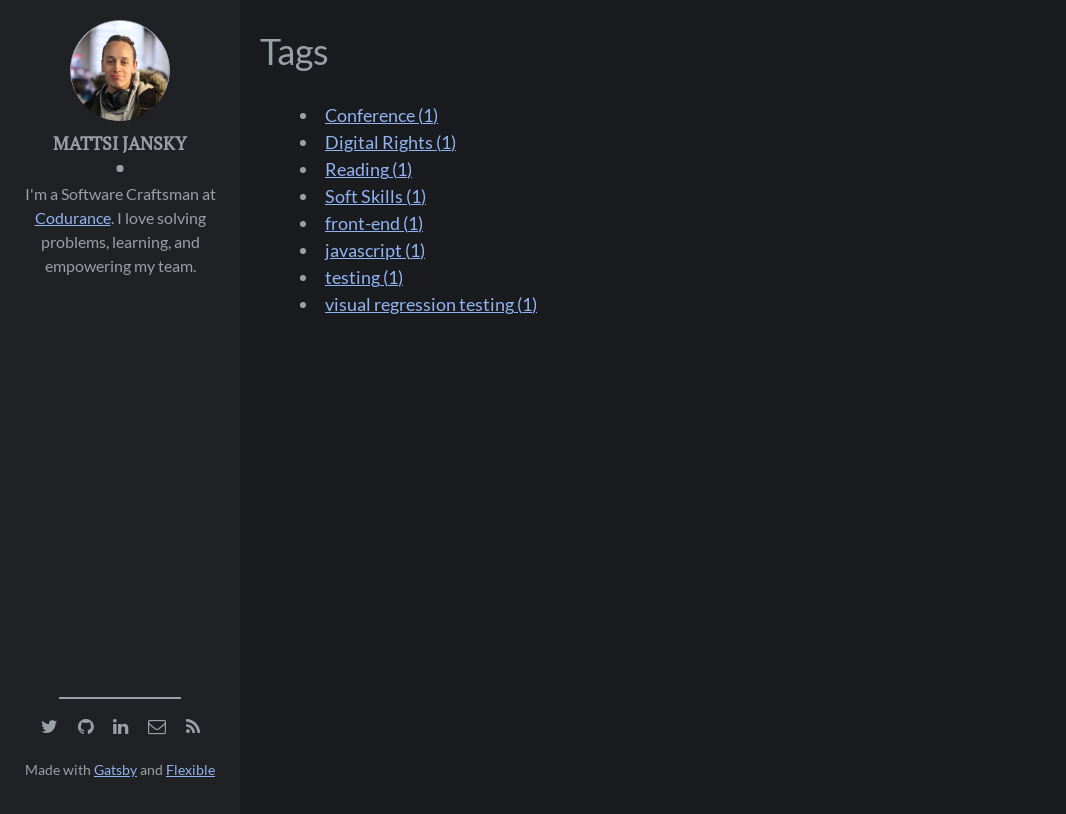 MATTSI JANSKY
I'm a Software Craftsman at
Codurance. I love solving
problems, learning, and
empowering my team.
Made with Gatsby and Flexible
Tags
Conference (1)
Digital Rights (1)
Reading (1)
Soft Skills (1)
front-end (1)
javascript (1)
testing (1)
visual regression testing (1)